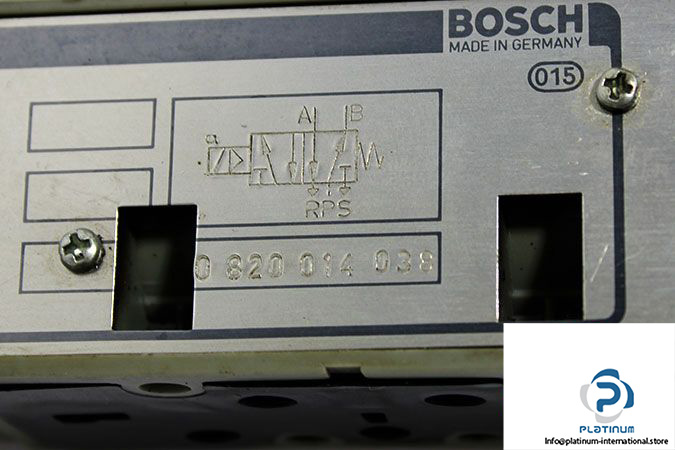 BOSCH
MADE IN GERMANY
015
A B
RPS
0 820 014 038
PLATINUM
Info@platinum-international.store